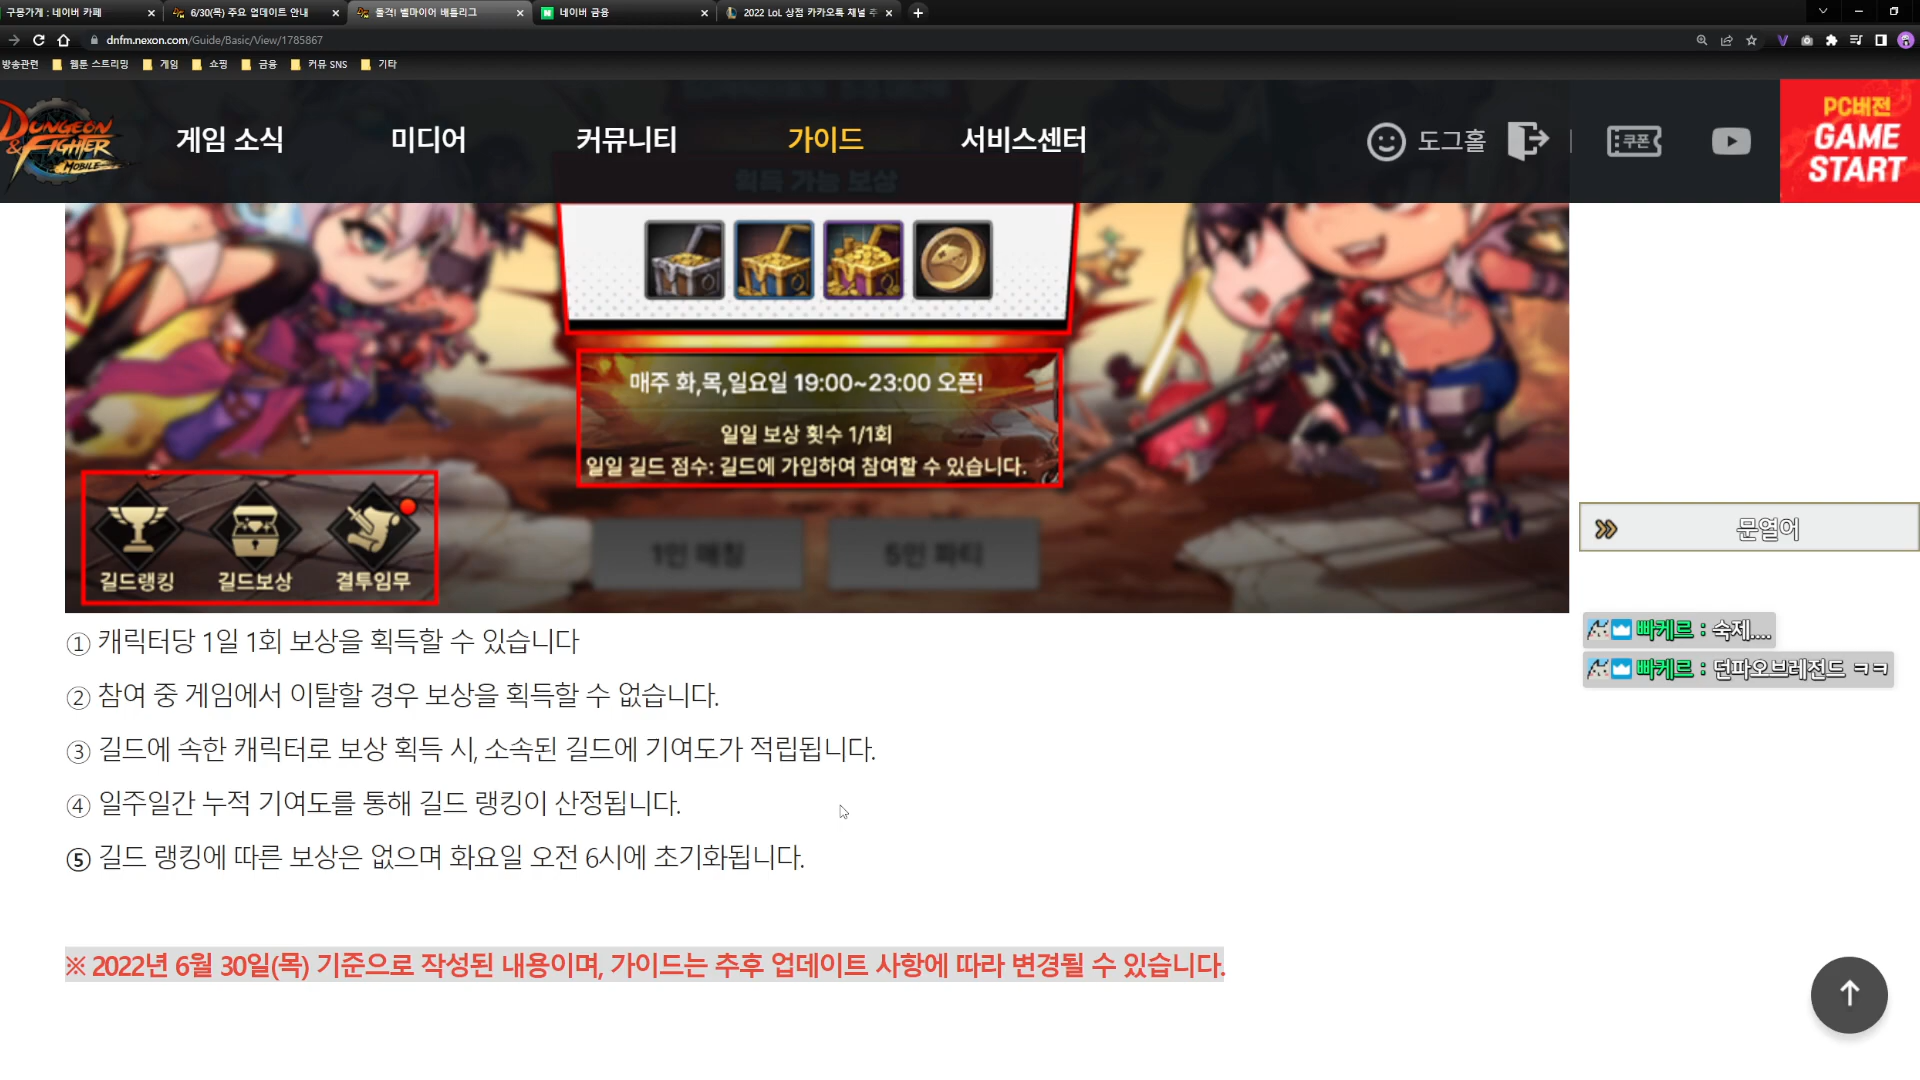 구몽가게 : 네이버 카페
6/30(목) 주요 업데이트 안내
돌격! 벨마이어 배틀리그
네이버 금융
2022 LoL 상점 카카오톡 채널 추
dnfm.nexon.com/Guide/Basic/View/1785867
방송관련
웹툰 스트리밍
게임
쇼핑
금융
커뮤 SNS
기타
DUNGEON & FIGHTER MOBILE
게임 소식
미디어
커뮤니티
가이드
서비스센터
도그홀
쿠폰
PC버전
GAME
START
획득 가능 보상
매주 화,목,일요일 19:00~23:00 오픈!
일일 보상 횟수 1/1회
일일 길드 점수: 길드에 가입하여 참여할 수 있습니다.
길드랭킹
길드보상
결투임무
1인 매칭
5인 파티
문열어
빠케르 : 숙제....
빠케르 : 던파오브레전드 ㅋㅋ
① 캐릭터당 1일 1회 보상을 획득할 수 있습니다
② 참여 중 게임에서 이탈할 경우 보상을 획득할 수 없습니다.
③ 길드에 속한 캐릭터로 보상 획득 시, 소속된 길드에 기여도가 적립됩니다.
④ 일주일간 누적 기여도를 통해 길드 랭킹이 산정됩니다.
⑤ 길드 랭킹에 따른 보상은 없으며 화요일 오전 6시에 초기화됩니다.
※ 2022년 6월 30일(목) 기준으로 작성된 내용이며, 가이드는 추후 업데이트 사항에 따라 변경될 수 있습니다.